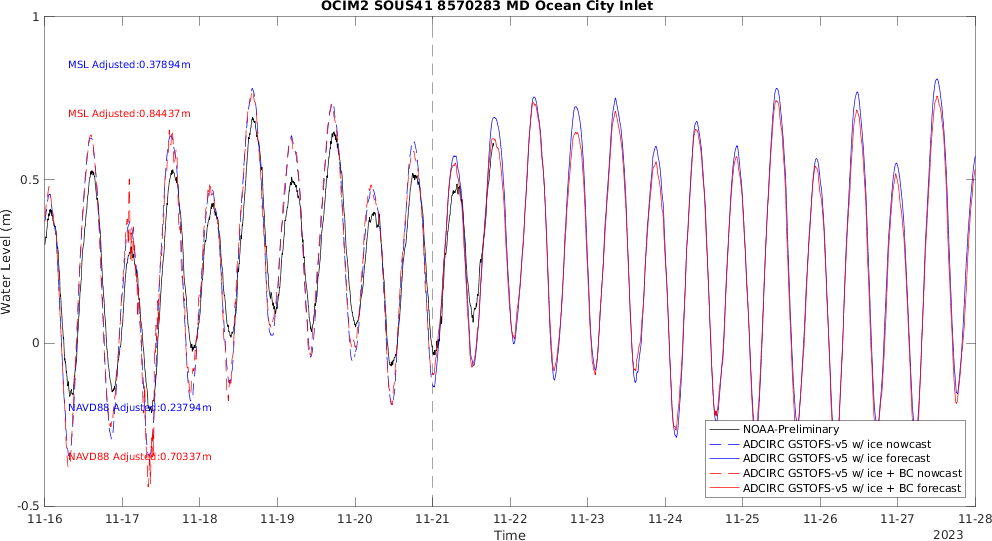 OCIM2 SOUS41 8570283 MD Ocean City Inlet
1
MSL Adjusted:0.37894m
MSL Adjusted:0.84437m
0.5
Water Level (m)
0
NAVD88 Adjusted:0.23794m
NAVD88 Adjusted:0.70337m
NOAA-Preliminary
ADCIRC GSTOFS-v5 w/ ice nowcast
ADCIRC GSTOFS-v5 w/ ice forecast
ADCIRC GSTOFS-v5 w/ ice + BC nowcast
ADCIRC GSTOFS-v5 w/ ice + BC forecast
-0.5
11-16 11-17 11-18 11-19 11-20 11-21 11-22 11-23 11-24 11-25 11-26 11-27 11-28
Time
2023